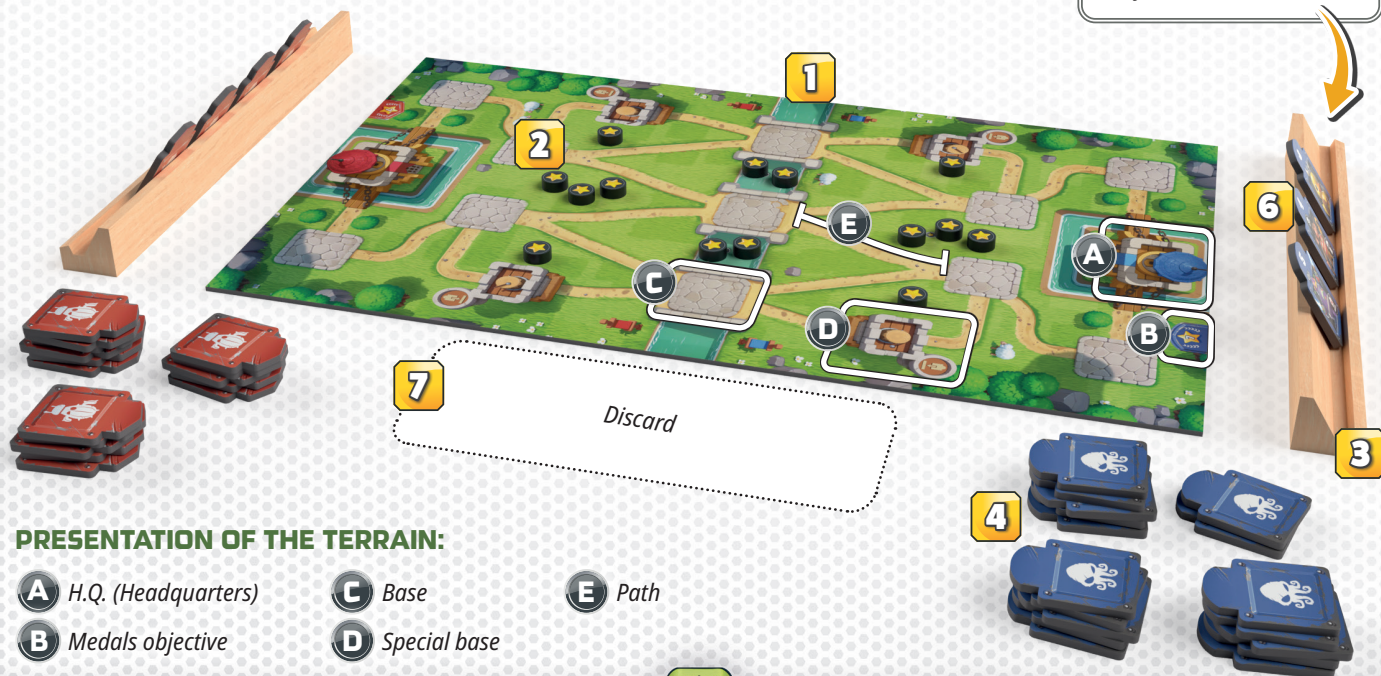 1
2
E
6
A
C
D
B
7
Discard
3
4
PRESENTATION OF THE TERRAIN:
A H.Q. (Headquarters)
C Base
E Path
B Medals objective
D Special base